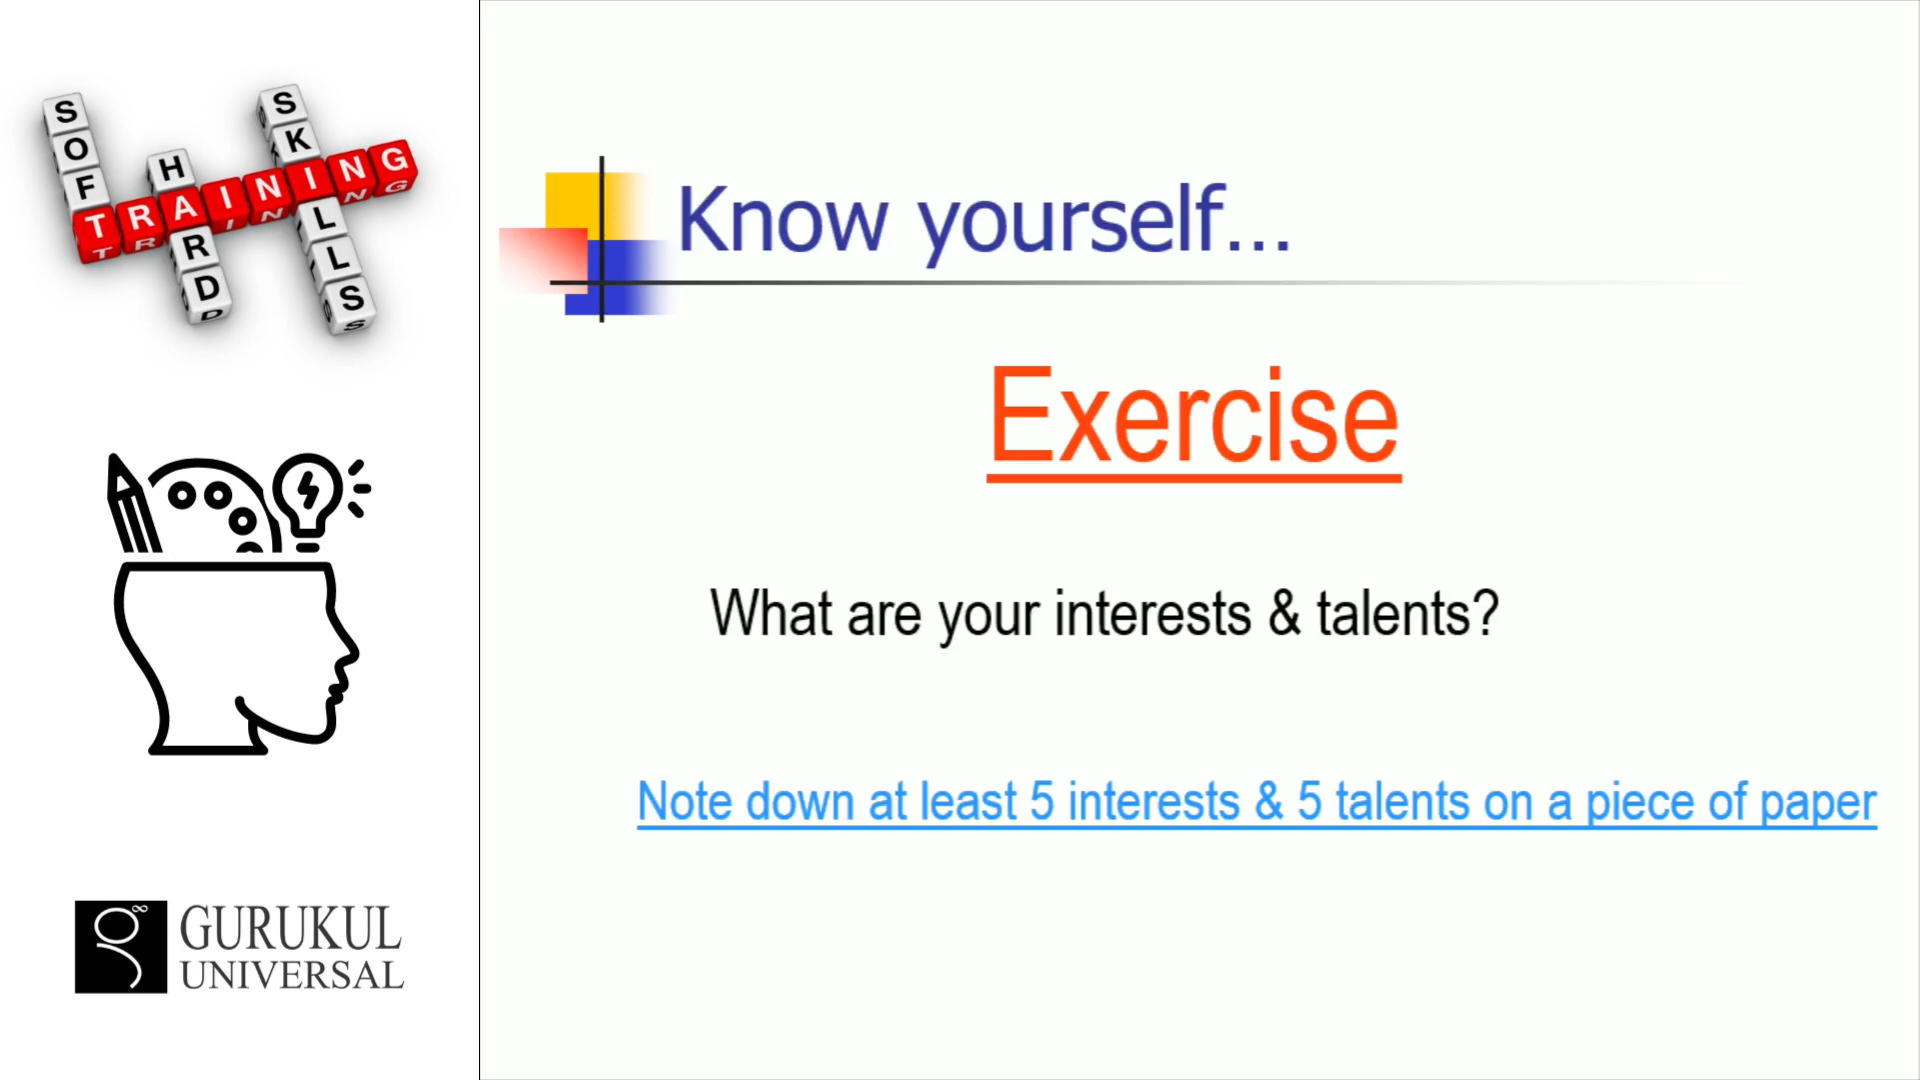 SOFT
HARD
SKILLS
TRAINING
Know yourself...
Exercise
What are your interests & talents?
Note down at least 5 interests & 5 talents on a piece of paper
GURUKUL
UNIVERSAL